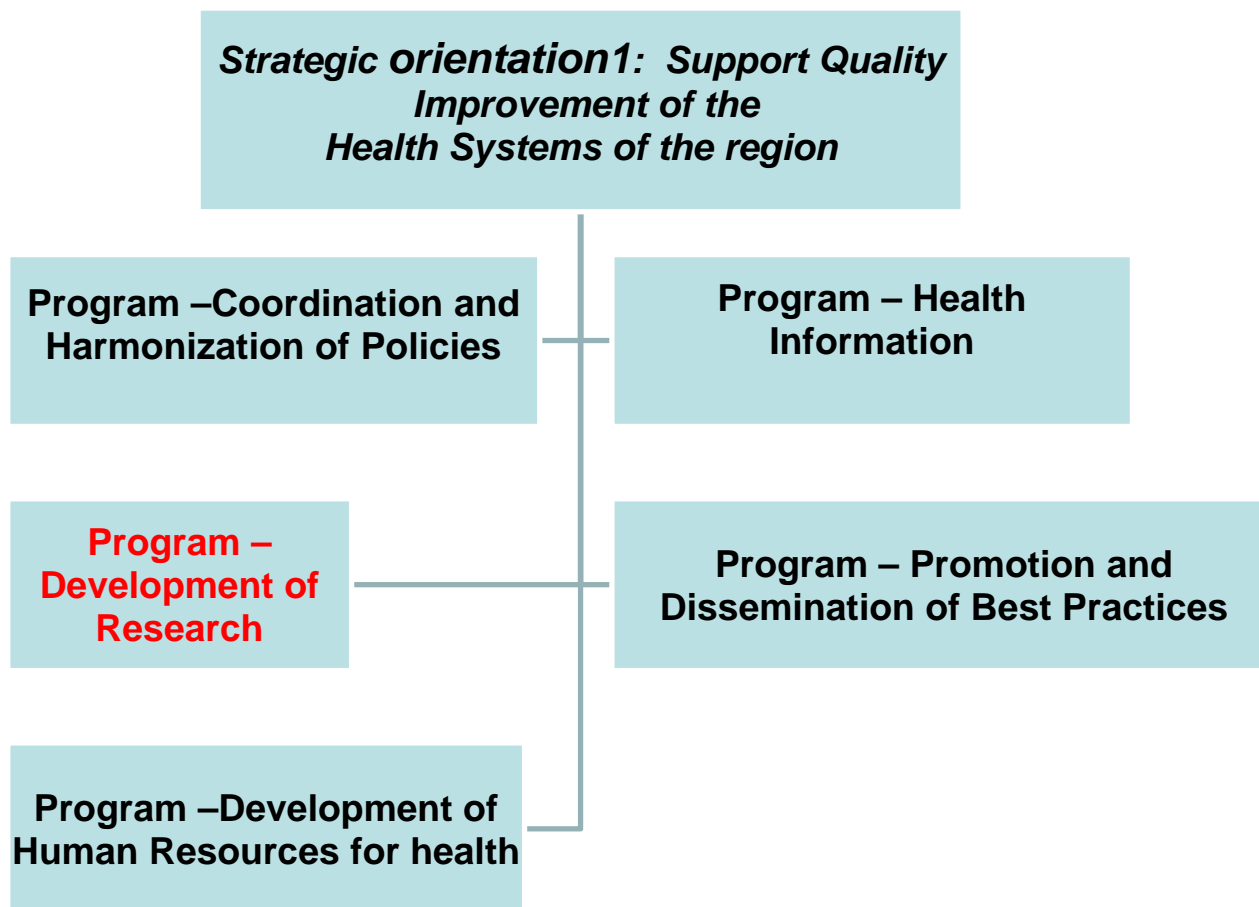 Strategic orientation1: Support Quality
Improvement of the
Health Systems of the region
Program –Coordination and
Harmonization of Policies
Program – Health
Information
Program –
Development of
Research
Program – Promotion and
Dissemination of Best Practices
Program –Development of
Human Resources for health